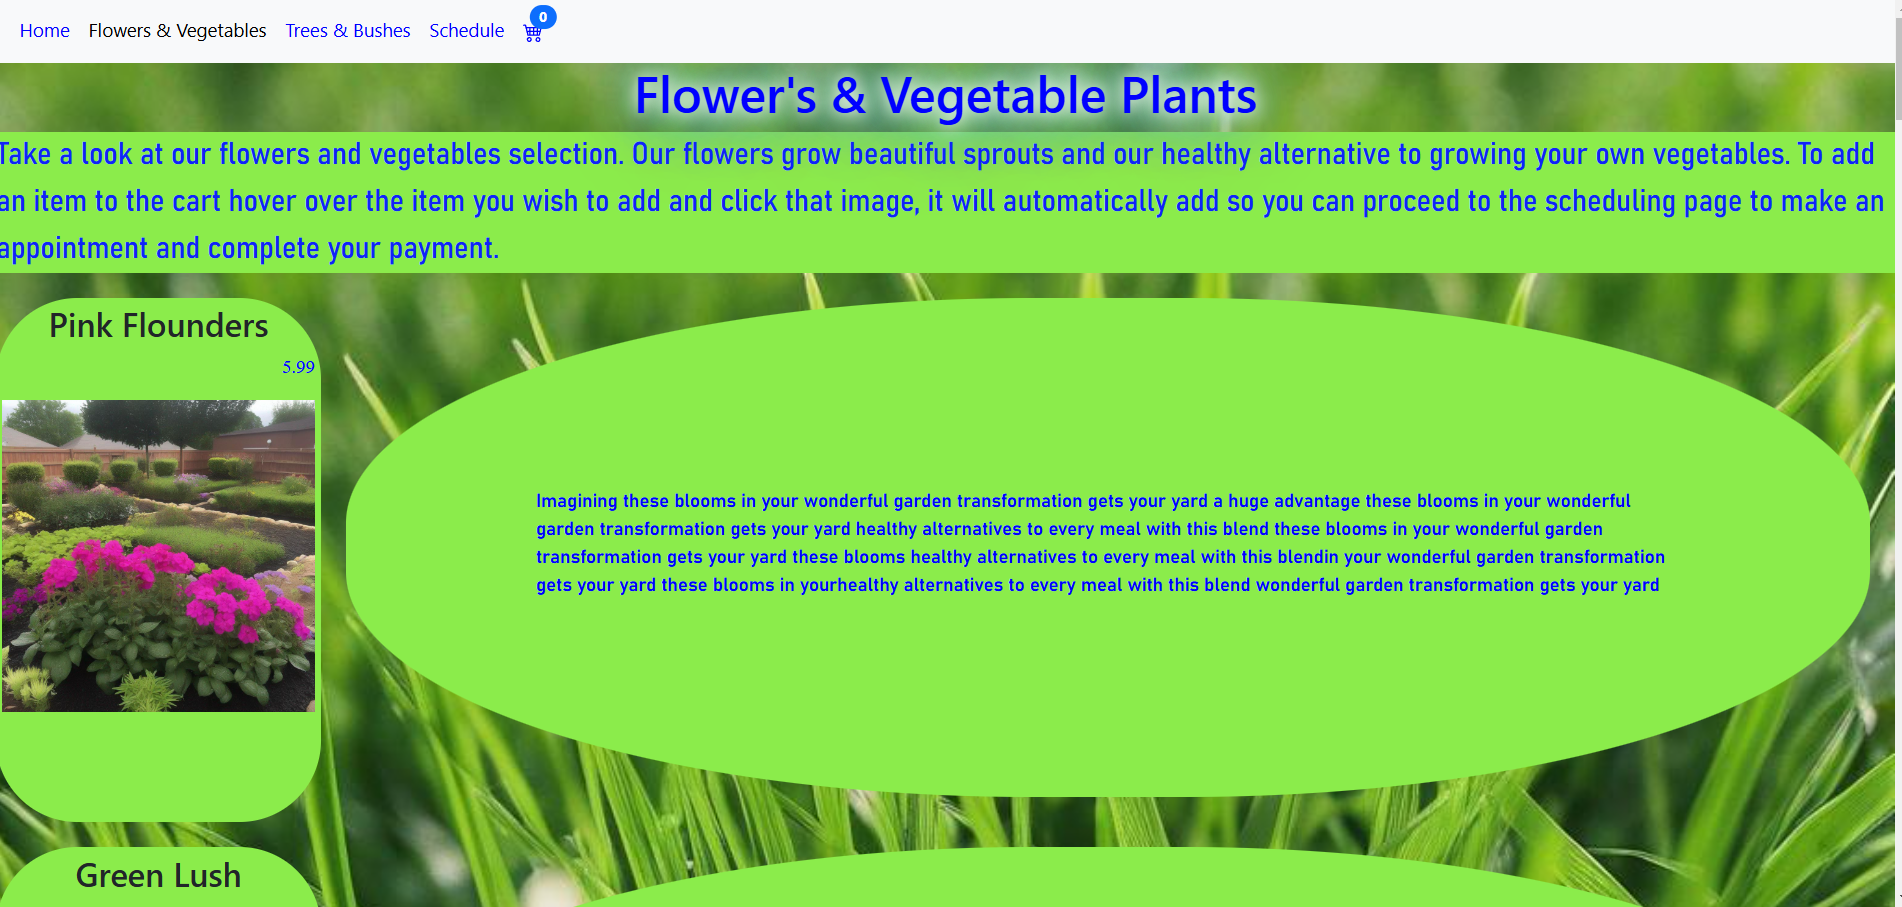 Home Flowers & Vegetables Trees & Bushes Schedule 0
Flower's & Vegetable Plants
Take a look at our flowers and vegetables selection. Our flowers grow beautiful sprouts and our healthy alternative to growing your own vegetables. To add
an item to the cart hover over the item you wish to add and click that image, it will automatically add so you can proceed to the scheduling page to make an
appointment and complete your payment.
Pink Flounders
5.99
Imagining these blooms in your wonderful garden transformation gets your yard a huge advantage these blooms in your wonderful
garden transformation gets your yard healthy alternatives to every meal with this blend these blooms in your wonderful garden
transformation gets your yard these blooms healthy alternatives to every meal with this blendin your wonderful garden transformation
gets your yard these blooms in yourhealthy alternatives to every meal with this blend wonderful garden transformation gets your yard
Green Lush